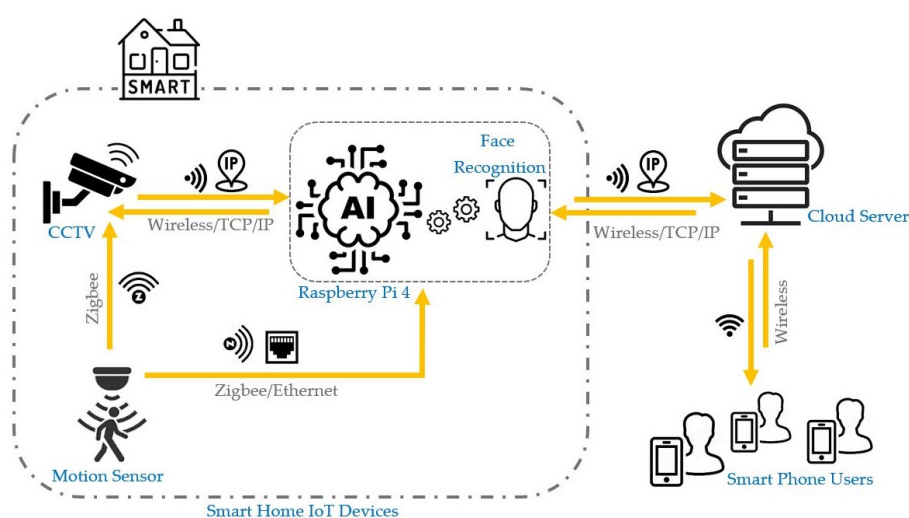 SMART
Face
Recognition
IP
IP
AI
CCTV
Wireless/TCP/IP
Wireless/TCP/IP
Cloud Server
Raspberry Pi 4
Zigbee
Z
Wireless
Zigbee/Ethernet
Motion Sensor
Smart Phone Users
Smart Home IoT Devices